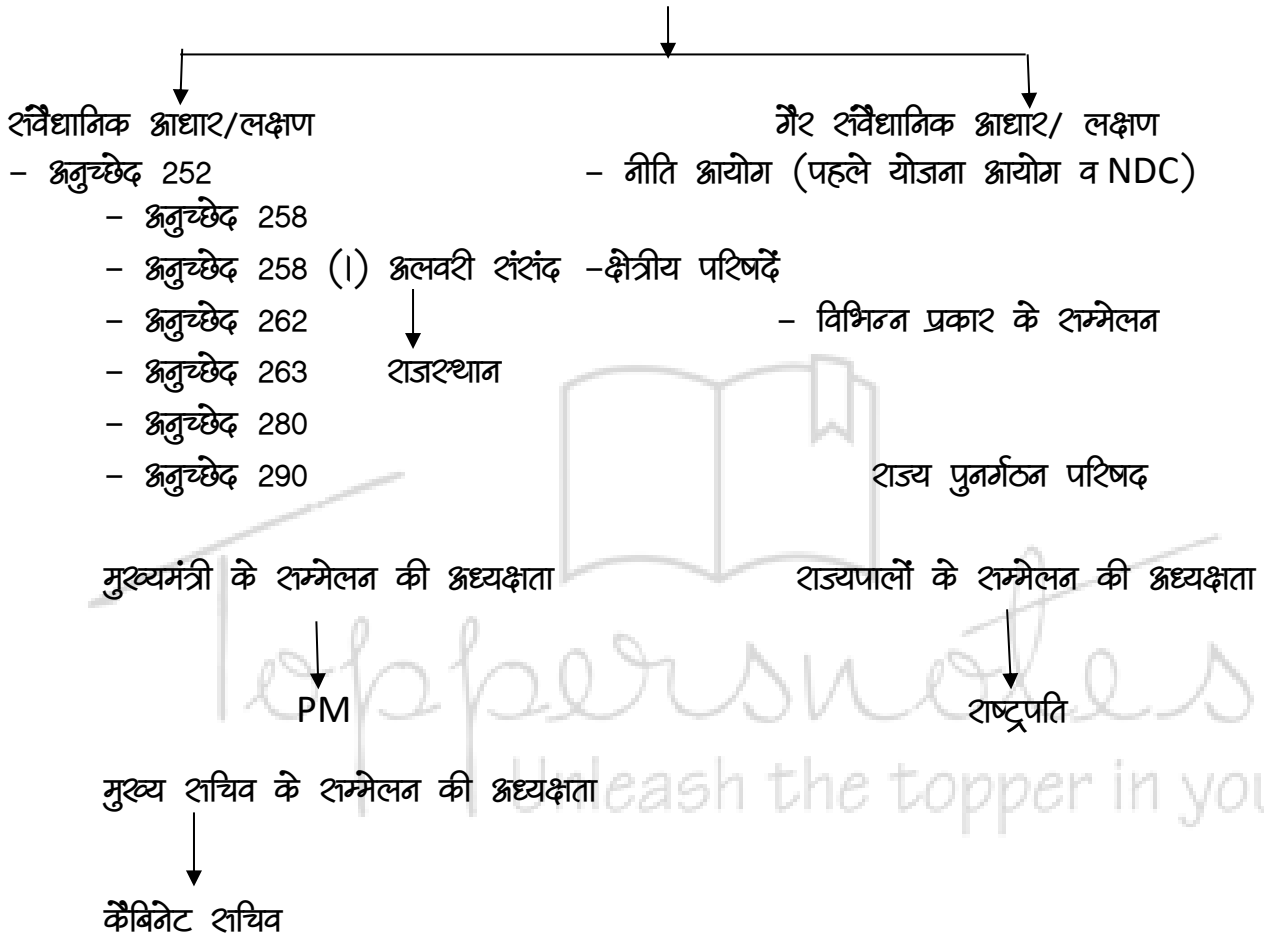 संवैधानिक आधार/लक्षण
गैर संवैधानिक आधार/ लक्षण
– अनुच्छेद 252
– नीति आयोग (पहले योजना आयोग व NDC)
– अनुच्छेद 258
– अनुच्छेद 258 (।) अलवरी संसंद –क्षेत्रीय परिषदें
– अनुच्छेद 262
– विभिन्न प्रकार के सम्मेलन
– अनुच्छेद 263 राजस्थान
– अनुच्छेद 280
– अनुच्छेद 290
राज्य पुनर्गठन परिषद
मुख्यमंत्री के सम्मेलन की अध्यक्षता
राज्यपालों के सम्मेलन की अध्यक्षता
PM
राष्ट्रपति
मुख्य सचिव के सम्मेलन की अध्यक्षता
कैबिनेट सचिव
Toppersnotes
Unleash the topper in you